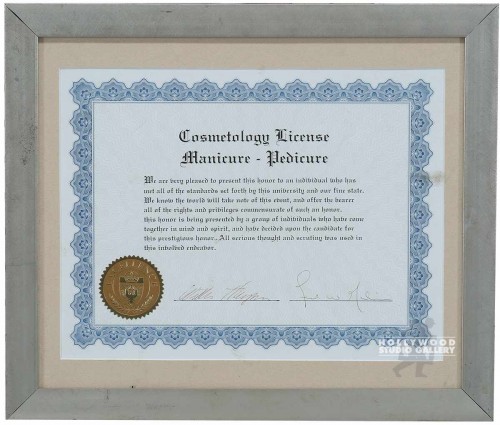 Cosmetology License
Manicure - Pedicure
We are very pleased to present this honor to an individual who has
met all of the standards set forth by this university and our fine state.
We know the world will take note of this event, and offer the bearer
all of the rights and privileges commensurate of such an honor.
this honor is being presented by a group of individuals who have come
together in mind and spirit, and have decided upon the candidate for
this prestigious honor. All serious thought and scrutiny was used in
this involved endeavor.
HOLLYWOOD
STUDIO GALLERY